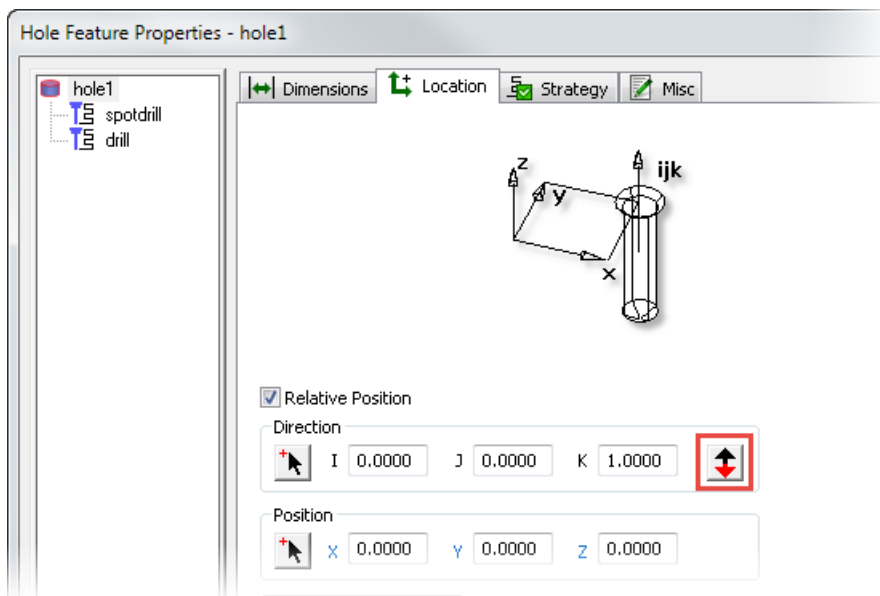 Hole Feature Properties - hole1
hole1
spotdrill
drill
Dimensions Location Strategy Misc
z
ijk
y
x
Relative Position
Direction
I 0.0000 J 0.0000 K 1.0000
Position
X 0.0000 Y 0.0000 Z 0.0000